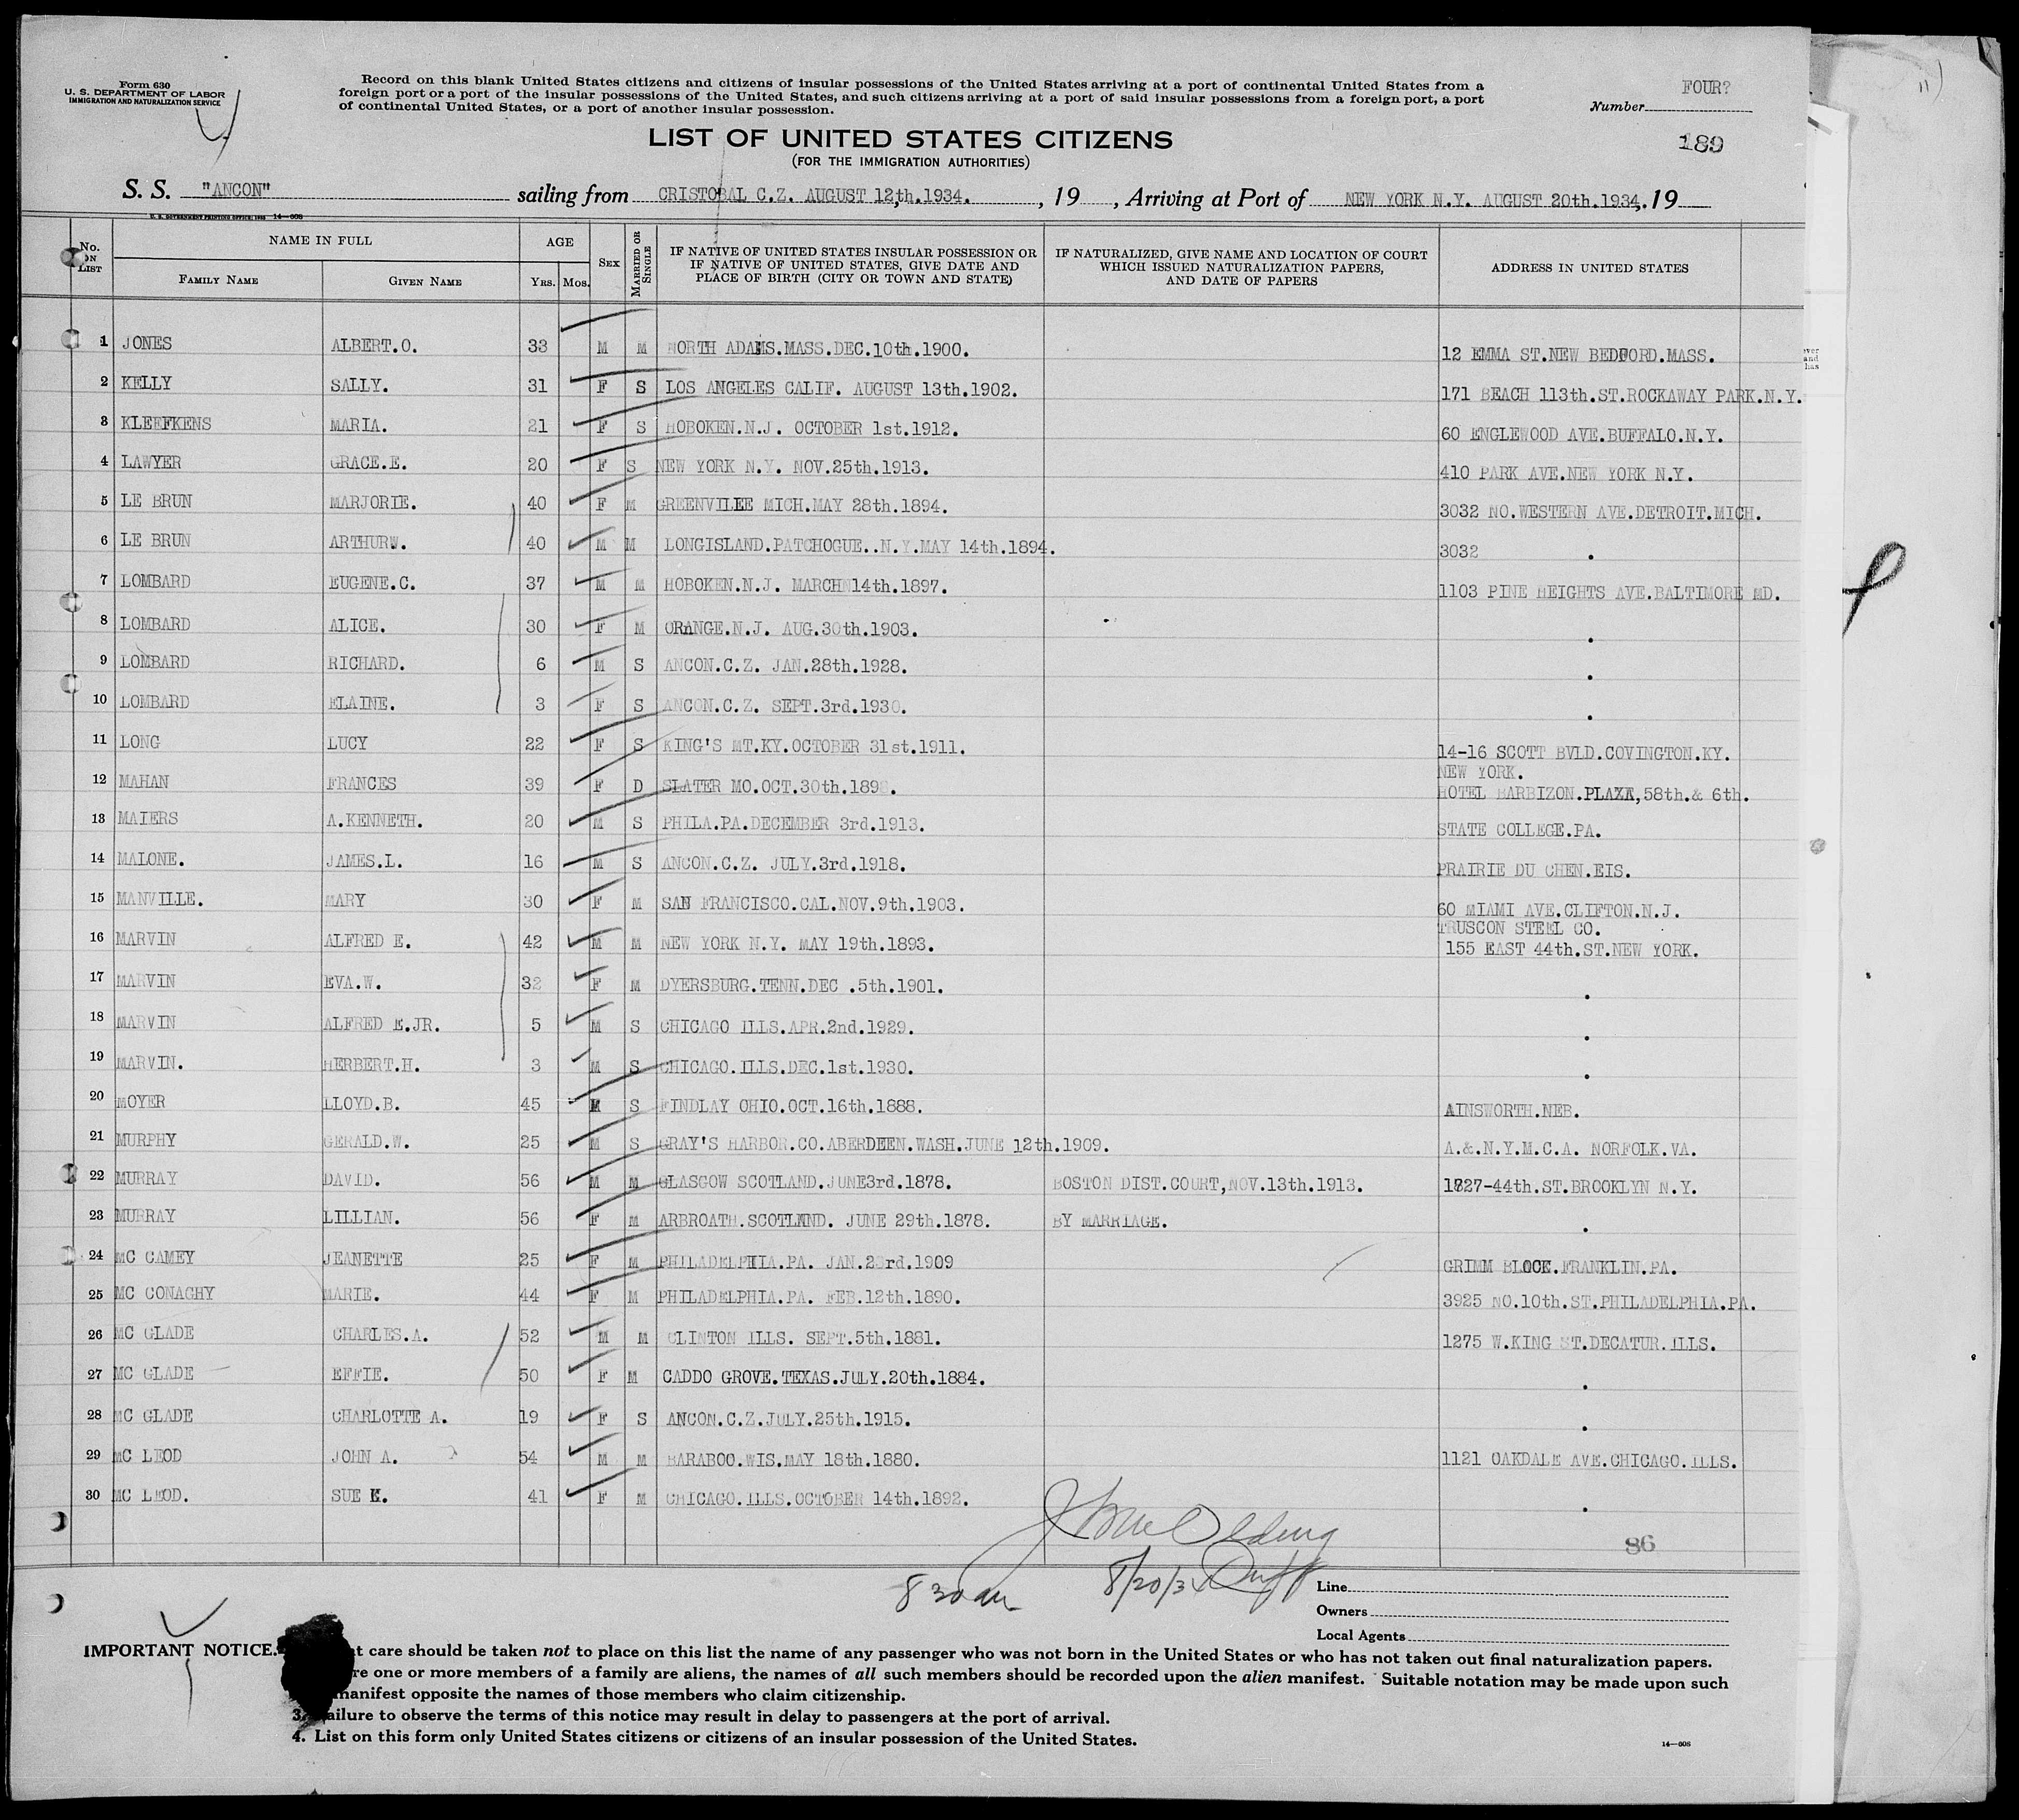 Form 630
U. S. DEPARTMENT OF LABOR
IMMIGRATION AND NATURALIZATION SERVICE
Record on this blank United States citizens and citizens of insular possessions of the United States arriving at a port of continental United States from a
foreign port or a port of the insular possessions of the United States, and such citizens arriving at a port of said insular possessions from a foreign port, a port
of continental United States, or a port of another insular possession.
FOUR?
Number
189
LIST OF UNITED STATES CITIZENS
(FOR THE IMMIGRATION AUTHORITIES)
S. S. "ANCON" sailing from CRISTOBAL C.Z. AUGUST 12th.1934. , 19 , Arriving at Port of NEW YORK N.Y. AUGUST 20th.1934. , 19
U. S. GOVERNMENT PRINTING OFFICE: 14—608
No. ON LIST
NAME IN FULL
FAMILY NAME GIVEN NAME
AGE
YRS. MOS.
SEX
MARRIED OR SINGLE
IF NATIVE OF UNITED STATES INSULAR POSSESSION OR
IF NATIVE OF UNITED STATES, GIVE DATE AND
PLACE OF BIRTH (CITY OR TOWN AND STATE)
IF NATURALIZED, GIVE NAME AND LOCATION OF COURT
WHICH ISSUED NATURALIZATION PAPERS,
AND DATE OF PAPERS
ADDRESS IN UNITED STATES
1 JONES ALBERT.O. 33 M M NORTH ADAMS.MASS.DEC.10th.1900. 12 EMMA ST.NEW BEDFORD.MASS.
2 KELLY SALLY. 31 F S LOS ANGELES CALIF. AUGUST 13th.1902. 171 BEACH 113th.ST.ROCKAWAY PARK.N.Y.
3 KLEEFKENS MARIA. 21 F S HOBOKEN.N.J. OCTOBER 1st.1912. 60 ENGLEWOOD AVE.BUFFALO.N.Y.
4 LAWYER GRACE.E. 20 F S NEW YORK N.Y. NOV.25th.1913. 410 PARK AVE.NEW YORK N.Y.
5 LE BRUN MARJORIE. 40 F M GREENVILEE MICH.MAY 28th.1894. 3032 NO.WESTERN AVE.DETROIT.MICH.
6 LE BRUN ARTHURW. 40 M M LONGISLAND.PATCHOGUE..N.Y.MAY 14th.1894. 3032 .
7 LOMBARD EUGENE.C. 37 M M HOBOKEN.N.J. MARCHN14th.1897. 1103 PINE HEIGHTS AVE.BALTIMORE MD.
8 LOMBARD ALICE. 30 F M ORANGE.N.J. AUG.30th.1903. .
9 LOMBARD RICHARD. 6 M S ANCON.C.Z. JAN.28th.1928. .
10 LOMBARD ELAINE. 3 F S ANCON.C.Z. SEPT.3rd.1930. .
11 LONG LUCY 22 F S KING'S MT.KY.OCTOBER 31st.1911. 14-16 SCOTT BVLD.COVINGTON.KY.
NEW YORK.
12 MAHAN FRANCES 39 F D SLATER MO.OCT.30th.189 . HOTEL BARBIZON.PLAZA,58th.& 6th.
13 MAIERS A.KENNETH. 20 M S PHILA.PA.DECEMBER 3rd.1913. STATE COLLEGE.PA.
14 MALONE. JAMES.L. 16 M S ANCON.C.Z. JULY.3rd.1918. PRAIRIE DU CHEN.EIS.
15 MANVILLE. MARY 30 F M SAN FRANCISCO.CAL.NOV.9th.1903. 60 MIAMI AVE.CLIFTON.N.J.
TRUSCON STEEL CO.
16 MARVIN ALFRED E. 42 M M NEW YORK N.Y. MAY 19th.1893. 155 EAST 44th.ST.NEW YORK.
17 MARVIN EVA.W. 32 F M DYERSBURG.TENN.DEC .5th.1901. .
18 MARVIN ALFRED E.JR. 5 M S CHICAGO ILLS.APR.2nd.1929. .
19 MARVIN. HERBERT.H. 3 M S CHICAGO.ILLS.DEC.1st.1930. .
20 MOYER LLOYD.B. 45 M S FINDLAY OHIO.OCT.16th.1888. AINSWORTH.NEB.
21 MURPHY GERALD.W. 25 M S GRAY'S HARBOR.CO.ABERDEEN.WASH.JUNE 12th.1909. A.&.N.Y.M.C.A. NORFOLK.VA.
22 MURRAY DAVID. 56 M M GLASGOW SCOTLAND.JUNE3rd.1878. BOSTON DIST.COURT,NOV.13th.1913. 1827-44th.ST.BROOKLYN N.Y.
23 MURRAY LILLIAN. 56 F M ARBROATH.SCOTLAND. JUNE 29th.1878. BY MARRIAGE. .
24 MC CAMEY JEANETTE 25 F M PHILADELPHIA.PA. JAN.23rd.1909 GRIMM BLOCK.FRANKLIN.PA.
25 MC CONAGHY MARIE. 44 F M PHILADELPHIA.PA. FEB.12th.1890. 3925 NO.10th.ST.PHILADELPHIA.PA.
26 MC GLADE CHARLES.A. 52 M M CLINTON ILLS. SEPT.5th.1881. 1275 W.KING ST.DECATUR.ILLS.
27 MC GLADE EFFIE. 50 F M CADDO GROVE.TEXAS.JULY.20th.1884. .
28 MC GLADE CHARLOTTE A. 19 F S ANCON.C.Z.JULY.25th.1915. .
29 MC LEOD JOHN A. 54 M M BARABOO.WIS.MAY 18th.1880. 1121 OAKDALE AVE.CHICAGO.ILLS.
30 MC LEOD. SUE K. 41 F M CHICAGO.ILLS.OCTOBER 14th.1892. .
86
8 30 am 8/20/34
Line
Owners
Local Agents
IMPORTANT NOTICE. care should be taken not to place on this list the name of any passenger who was not born in the United States or who has not taken out final naturalization papers.
one or more members of a family are aliens, the names of all such members should be recorded upon the alien manifest. Suitable notation may be made upon such
manifest opposite the names of those members who claim citizenship.
3. Failure to observe the terms of this notice may result in delay to passengers at the port of arrival.
4. List on this form only United States citizens or citizens of an insular possession of the United States.
14—608